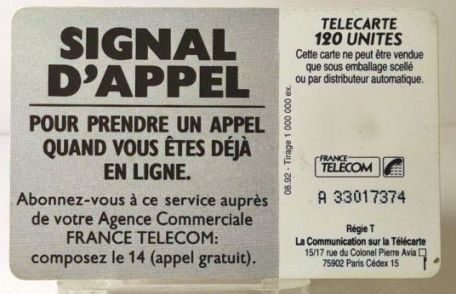 SIGNAL
D'APPEL
POUR PRENDRE UN APPEL
QUAND VOUS ÊTES DÉJÀ
EN LIGNE.
Abonnez-vous à ce service auprès
de votre Agence Commerciale
FRANCE TELECOM:
composez le 14 (appel gratuit).
TELECARTE
120 UNITES
Cette carte ne peut être vendue
que sous emballage scellé
ou par distributeur automatique.
08.92 - Tirage 1 000 000 ex.
FRANCE
TELECOM
A 33017374
Régie T
La Communication sur la Télécarte
15/17 rue du Colonel Pierre Avia
75902 Paris Cédex 15